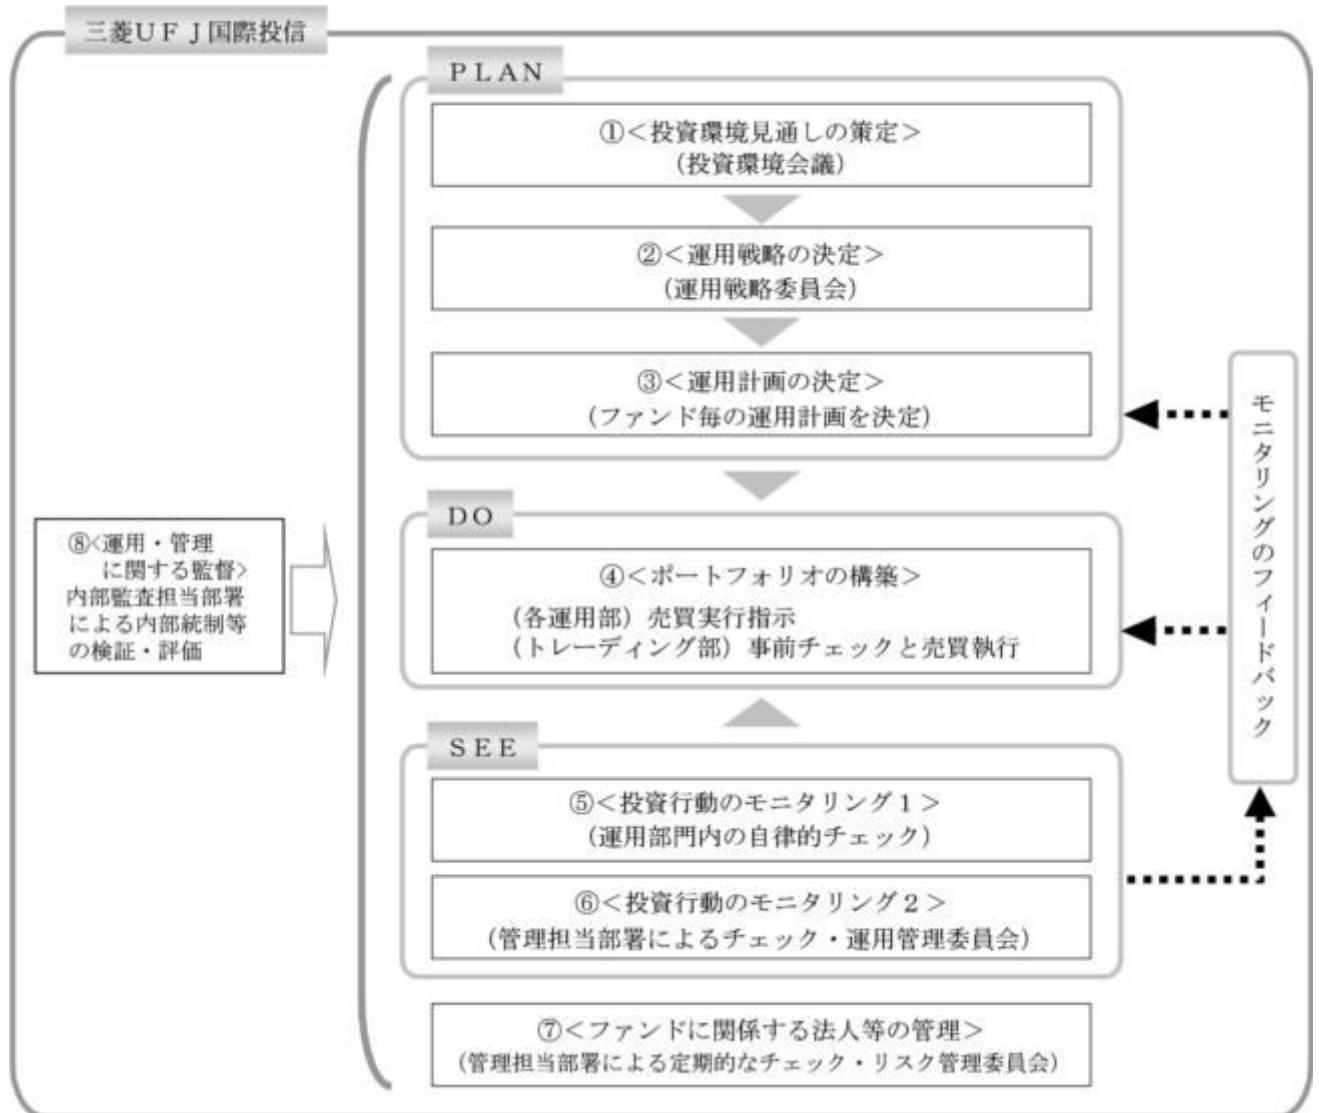 三菱ＵＦＪ国際投信
ＰＬＡＮ
①＜投資環境見通しの策定＞
（投資環境会議）
②＜運用戦略の決定＞
（運用戦略委員会）
③＜運用計画の決定＞
（ファンド毎の運用計画を決定）
ＤＯ
④＜ポートフォリオの構築＞
（各運用部）売買実行指示
（トレーディング部）事前チェックと売買執行
ＳＥＥ
⑤＜投資行動のモニタリング１＞
（運用部門内の自律的チェック）
⑥＜投資行動のモニタリング２＞
（管理担当部署によるチェック・運用管理委員会）
⑦＜ファンドに関係する法人等の管理＞
（管理担当部署による定期的なチェック・リスク管理委員会）
⑧<運用・管理
に関する監督>
内部監査担当部署
による内部統制等
の検証・評価
モニタリングのフィードバック